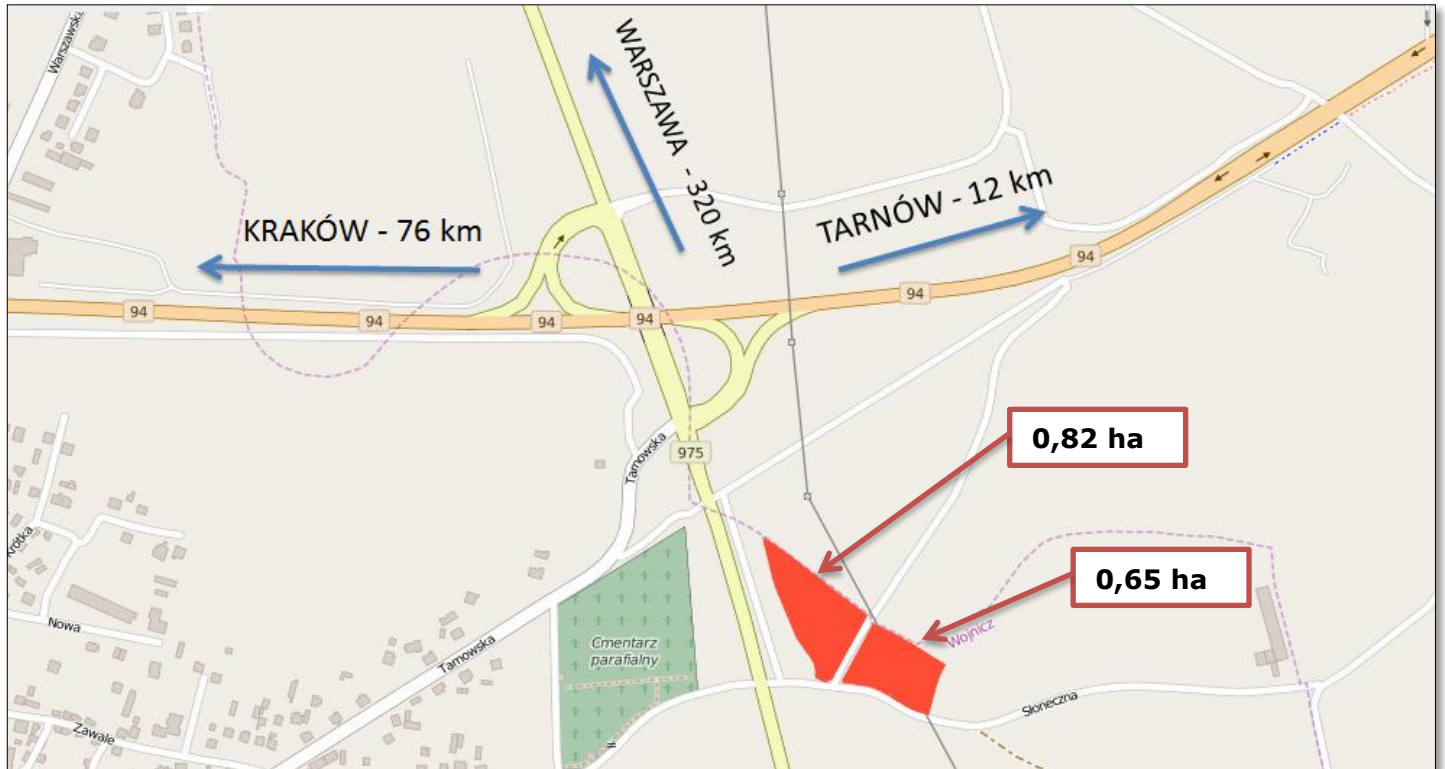 Warszawska
WARSZAWA - 320 km
KRAKÓW - 76 km
TARNÓW - 12 km
94
94
94
94
94
94
0,82 ha
975
Tarnowska
Krótka
0,65 ha
Nowa
Wojnicz
Cmentarz
parafialny
Tarnowska
Słoneczna
Zawale